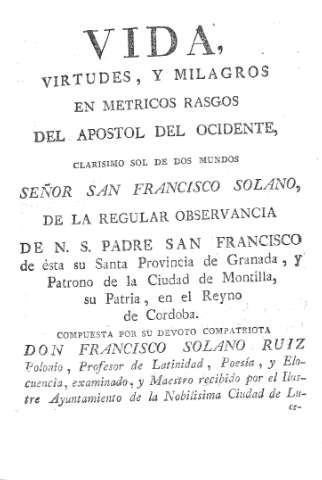 VIDA,
VIRTUDES, Y MILAGROS
EN METRICOS RASGOS
DEL APOSTOL DEL OCIDENTE,
CLARISIMO SOL DE DOS MUNDOS
SEÑOR SAN FRANCISCO SOLANO,
DE LA REGULAR OBSERVANCIA
DE N. S. PADRE SAN FRANCISCO
de ésta su Santa Provincia de Granada, y
Patrono de la Ciudad de Montilla,
su Patria, en el Reyno
de Cordoba.
COMPUESTA POR SU DEVOTO COMPATRIOTA
DON FRANCISCO SOLANO RUIZ
Polonio, Profesor de Latinidad, Poesía, y Elo-
cuencia, examinado, y Maestro recibido por el Ilus-
tre Ayuntamiento de la Nobilisima Ciudad de Lu-
ce-